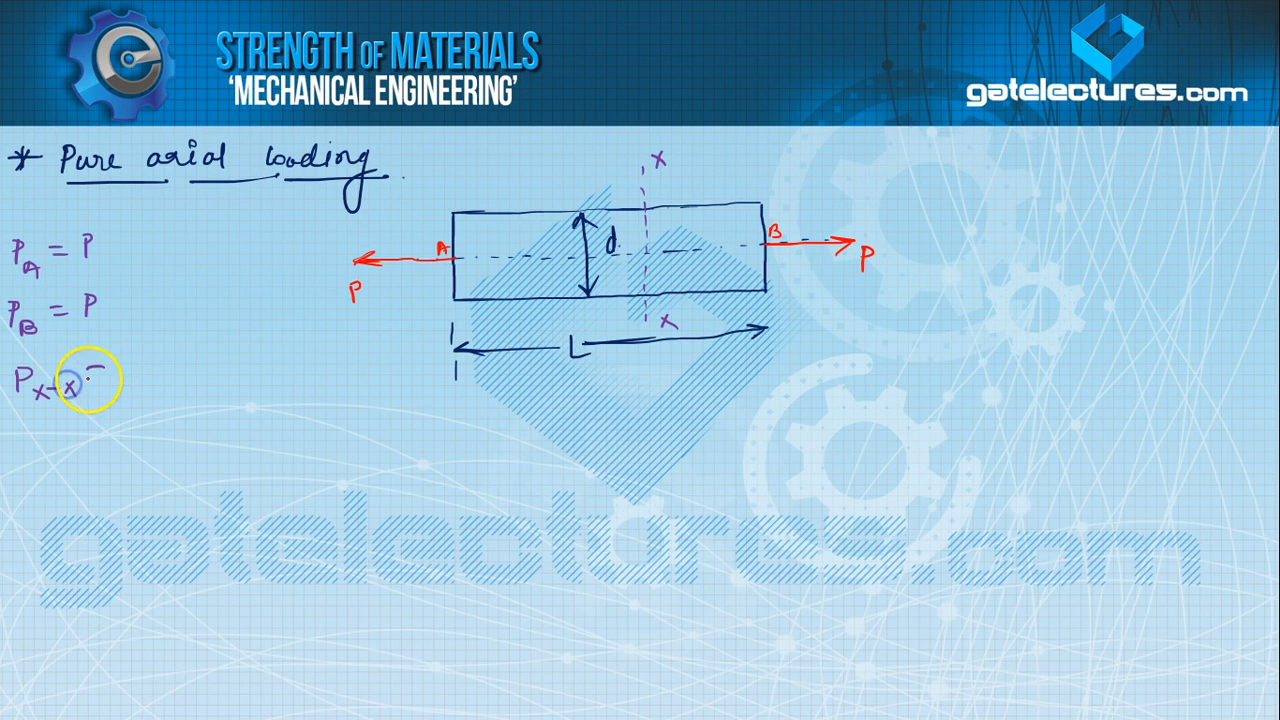 STRENGTH OF MATERIALS
'MECHANICAL ENGINEERING'
gatelectures.com
* Pure axial loading
x
P_A = P
A
d.
B
P
P
P_B = P
x
L
P_x-x =
gatelectures.com